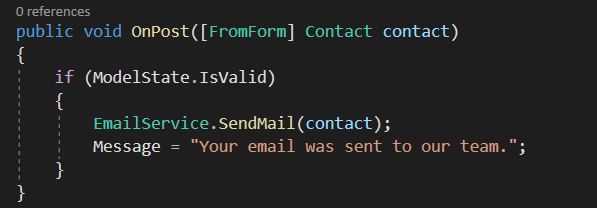 0 references
public void OnPost([FromForm] Contact contact)
{
    if (ModelState.IsValid)
    {
        EmailService.SendMail(contact);
        Message = "Your email was sent to our team.";
    }
}